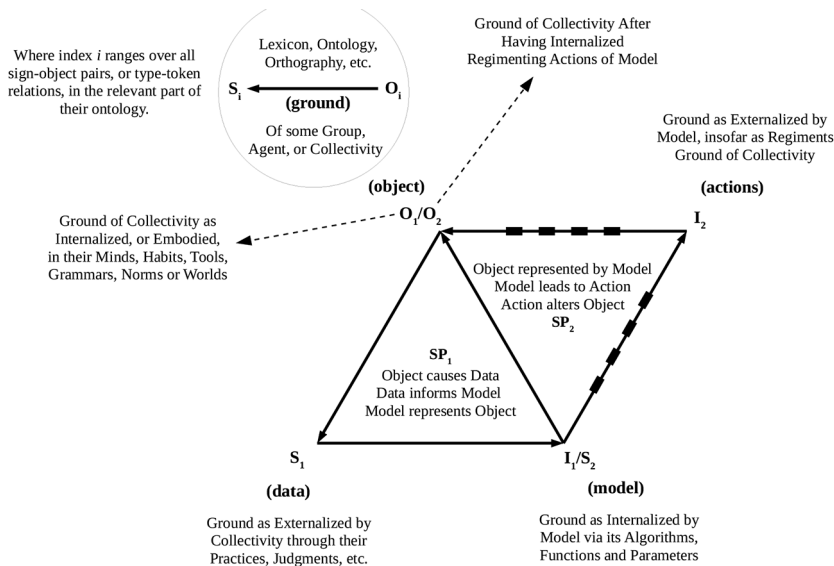 Where index i ranges over all
sign-object pairs, or type-token
relations, in the relevant part of
their ontology.
Lexicon, Ontology,
Orthography, etc.
Si
Oi
(ground)
Of some Group,
Agent, or Collectivity
Ground of Collectivity After
Having Internalized
Regimenting Actions of Model
Ground as Externalized by
Model, insofar as Regiments
Ground of Collectivity
(object)
O1/O2
(actions)
I2
Ground of Collectivity as
Internalized, or Embodied,
in their Minds, Habits, Tools,
Grammars, Norms or Worlds
Object represented by Model
Model leads to Action
Action alters Object
SP2
SP1
Object causes Data
Data informs Model
Model represents Object
S1
(data)
Ground as Externalized by
Collectivity through their
Practices, Judgments, etc.
I1/S2
(model)
Ground as Internalized by
Model via its Algorithms,
Functions and Parameters